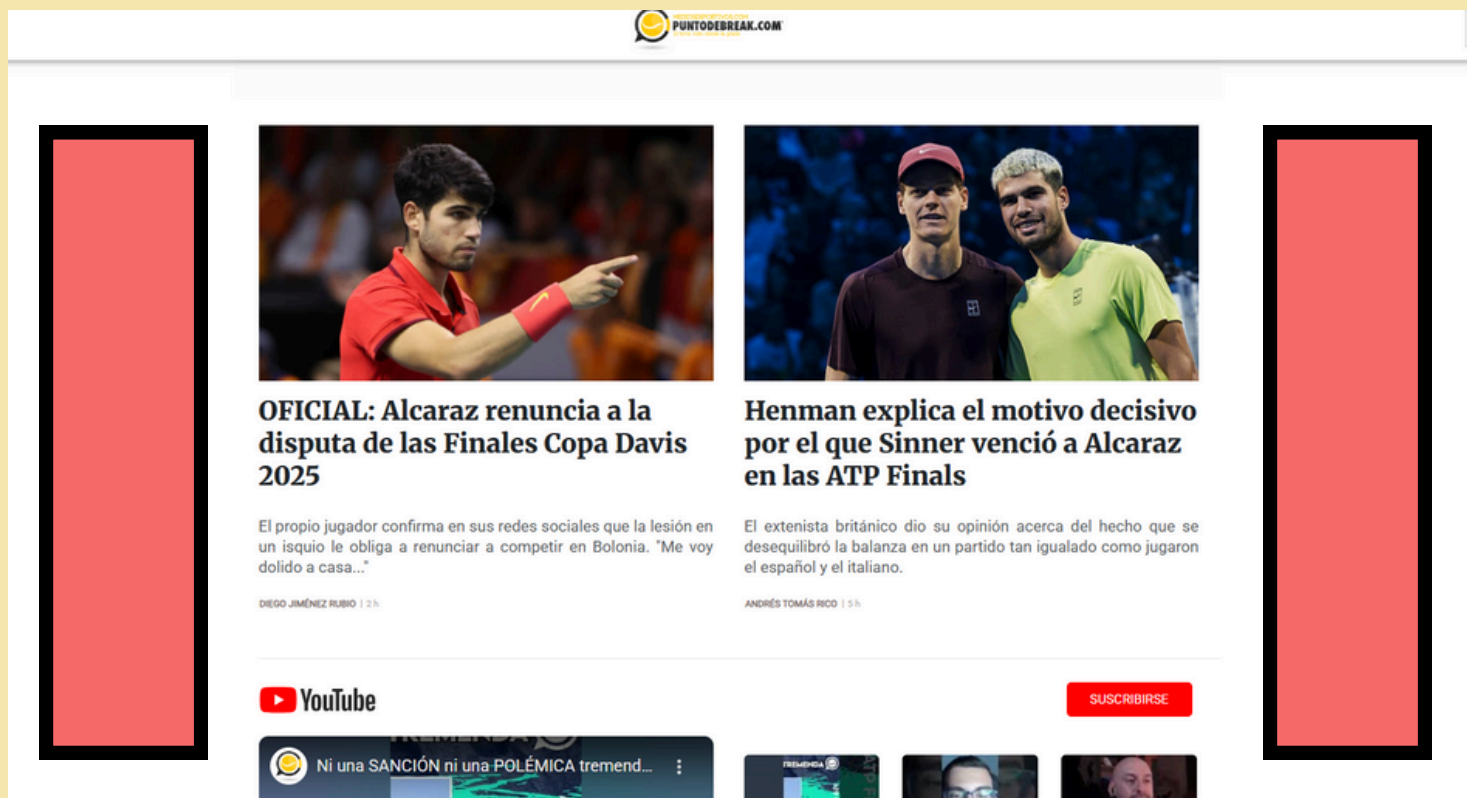 PUNTODEBREAK.COM
OFICIAL: Alcaraz renuncia a la
disputa de las Finales Copa Davis
2025
El propio jugador confirma en sus redes sociales que la lesión en
un isquio le obliga a renunciar a competir en Bolonia. "Me voy
dolido a casa..."
DIEGO JIMÉNEZ RUBIO | 2 h
Henman explica el motivo decisivo
por el que Sinner venció a Alcaraz
en las ATP Finals
El extenista británico dio su opinión acerca del hecho que se
desequilibró la balanza en un partido tan igualado como jugaron
el español y el italiano.
ANDRÉS TOMÁS RICO | 5 h
YouTube
SUSCRIBIRSE
TREMENDA
Ni una SANCIÓN ni una POLÉMICA tremend...
TREMENDA
ATP F